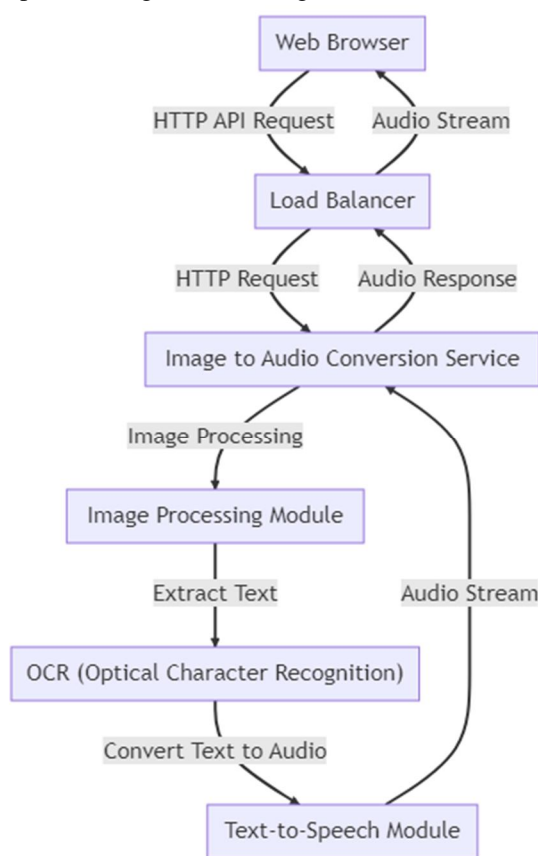 Web Browser
HTTP API Request
Audio Stream
Load Balancer
HTTP Request
Audio Response
Image to Audio Conversion Service
Image Processing
Image Processing Module
Extract Text
Audio Stream
OCR (Optical Character Recognition)
Convert Text to Audio
Text-to-Speech Module